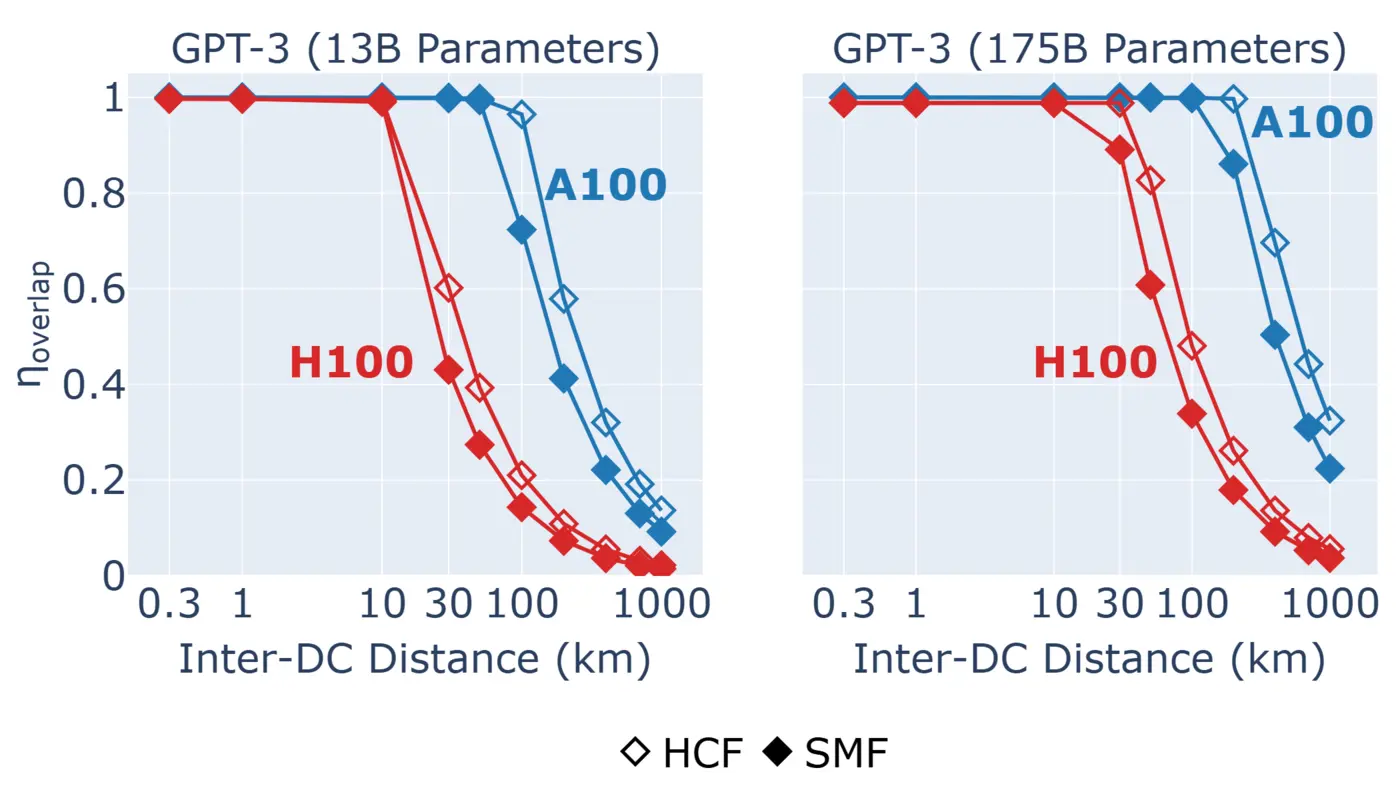 GPT-3 (13B Parameters)
GPT-3 (175B Parameters)
η overlap
1
0.8
0.6
0.4
0.2
0
A100
H100
A100
H100
0.3 1 10 30 100 1000
0.3 1 10 30 100 1000
Inter-DC Distance (km)
Inter-DC Distance (km)
HCF SMF